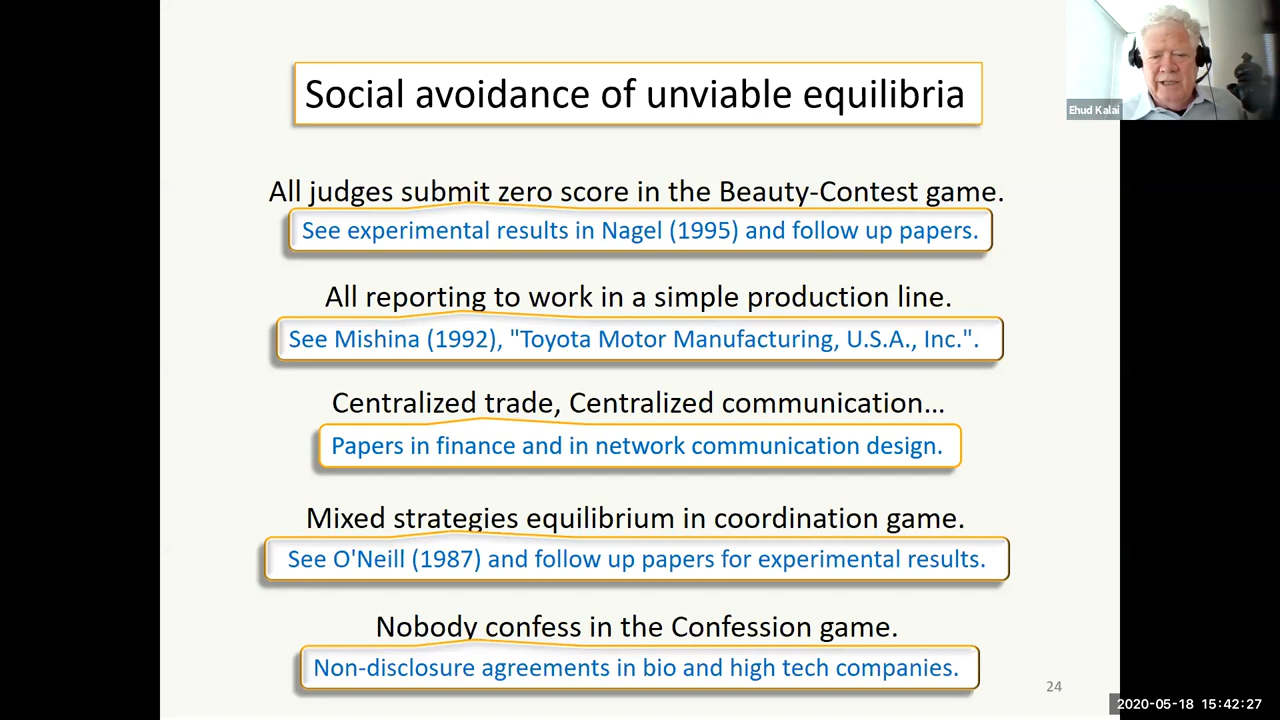 Social avoidance of unviable equilibria
Ehud Kalai
All judges submit zero score in the Beauty-Contest game.
See experimental results in Nagel (1995) and follow up papers.
All reporting to work in a simple production line.
See Mishina (1992), "Toyota Motor Manufacturing, U.S.A., Inc.".
Centralized trade, Centralized communication...
Papers in finance and in network communication design.
Mixed strategies equilibrium in coordination game.
See O'Neill (1987) and follow up papers for experimental results.
Nobody confess in the Confession game.
Non-disclosure agreements in bio and high tech companies.
24
2020-05-18 15:42:27